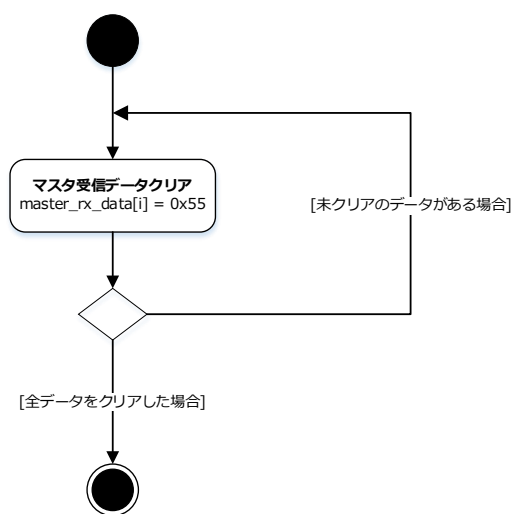 マスタ受信データクリア
master_rx_data[i] = 0x55
[未クリアのデータがある場合]
[全データをクリアした場合]